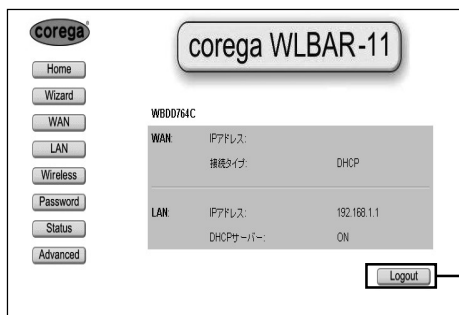 corega
corega WLBAR-11
Home
Wizard
WAN
LAN
Wireless
Password
Status
Advanced
WBDD764C
WAN: IPアドレス:
接続タイプ: DHCP
LAN: IPアドレス: 192.168.1.1
DHCPサーバー: ON
Logout